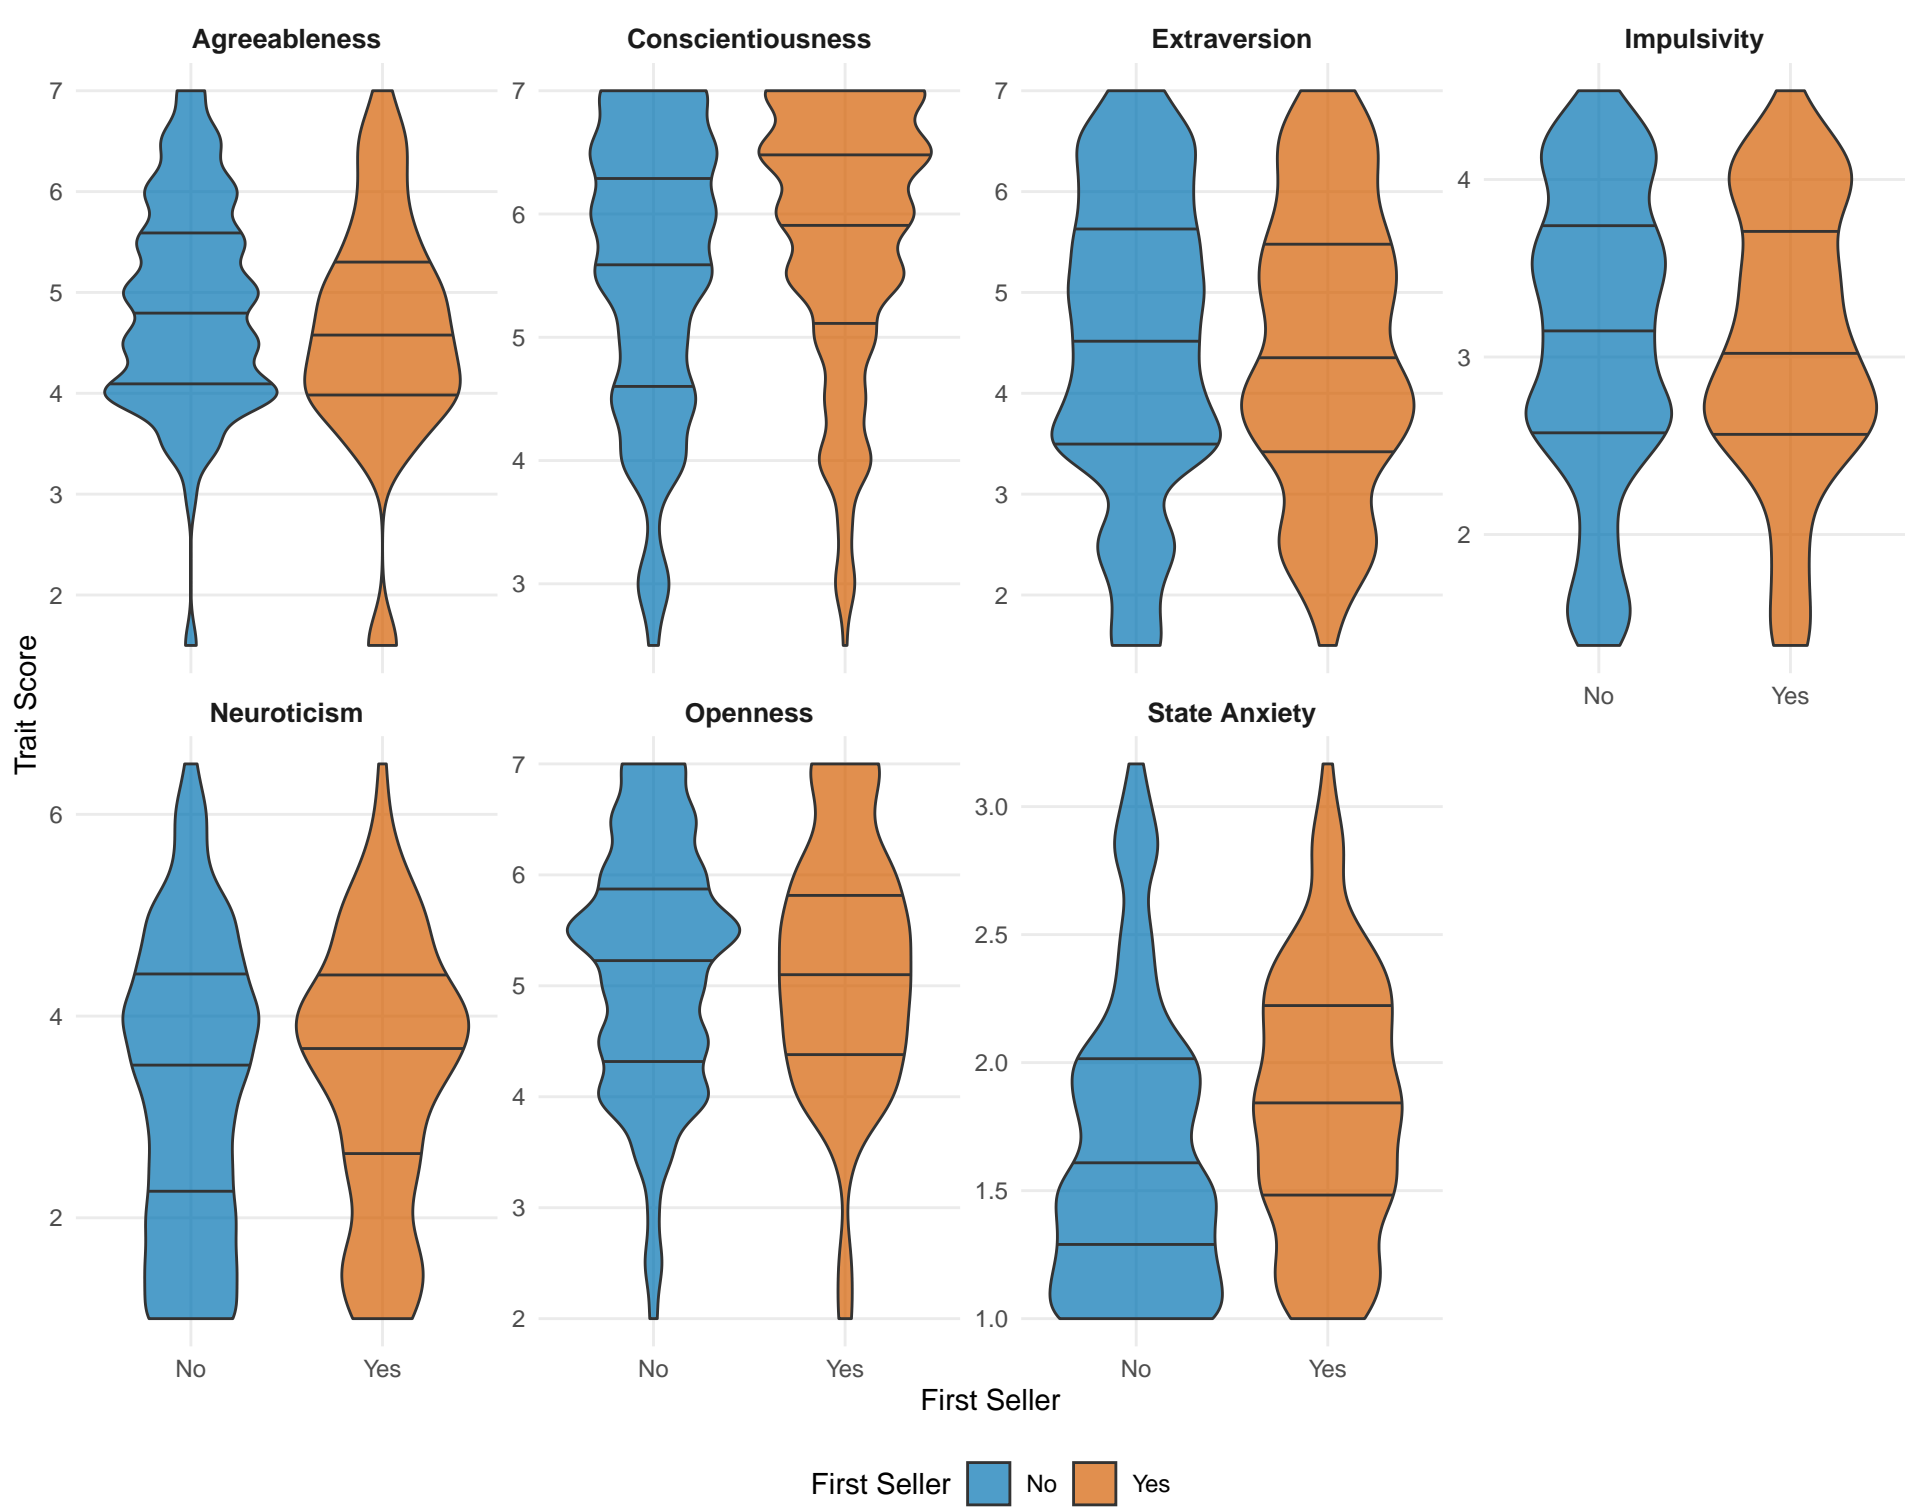 Agreeableness Conscientiousness Extraversion Impulsivity
7 7 7
6 6 6 4
5 5 5
4 4 4 3
3 3 3 2
2 2
No Yes
Trait Score
Neuroticism Openness State Anxiety
6 7 3.0
4 6 2.5
2 5 2.0
4 1.5
3 1.0
2
No Yes No Yes No Yes
First Seller
First Seller No Yes